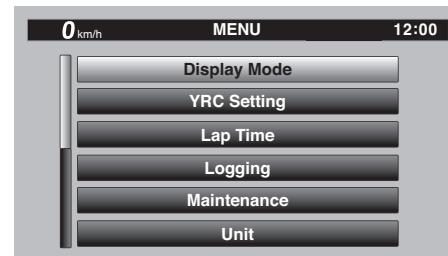 0 km/h MENU 12:00
Display Mode
YRC Setting
Lap Time
Logging
Maintenance
Unit